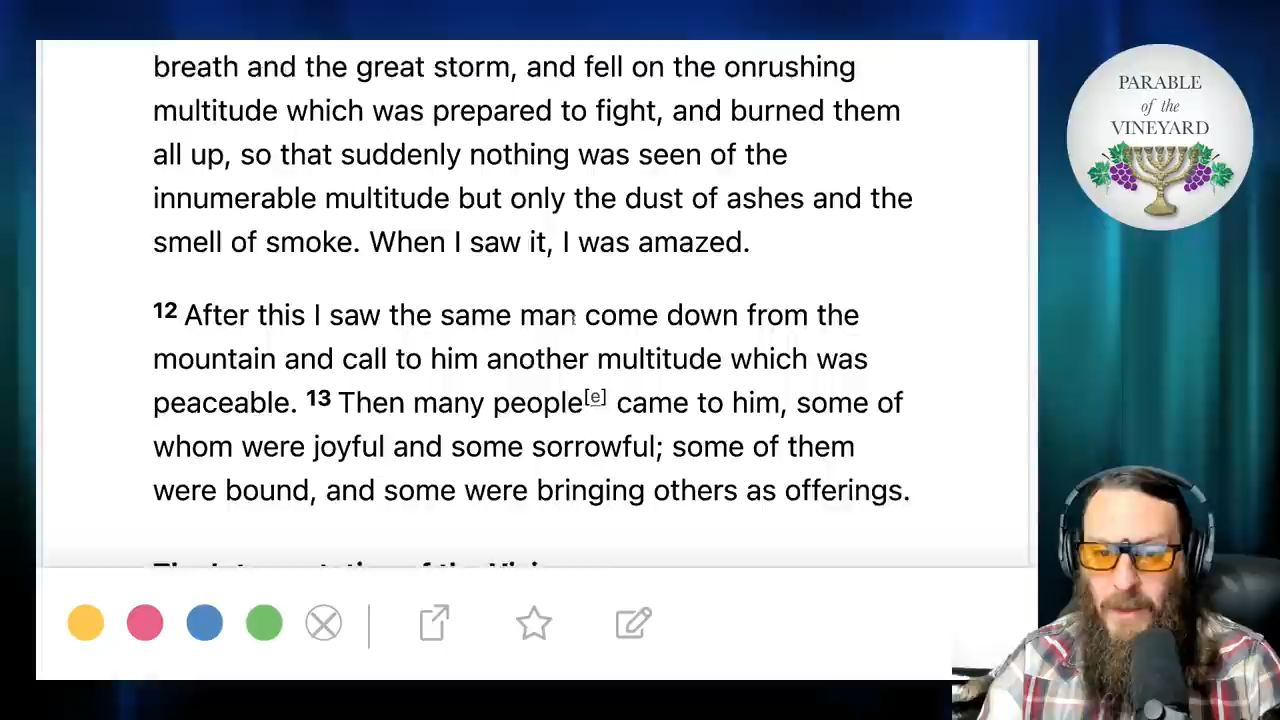 breath and the great storm, and fell on the onrushing
multitude which was prepared to fight, and burned them
all up, so that suddenly nothing was seen of the
innumerable multitude but only the dust of ashes and the
smell of smoke. When I saw it, I was amazed.
12 After this I saw the same man come down from the
mountain and call to him another multitude which was
peaceable. 13 Then many people[e] came to him, some of
whom were joyful and some sorrowful; some of them
were bound, and some were bringing others as offerings.
PARABLE
of the
VINEYARD